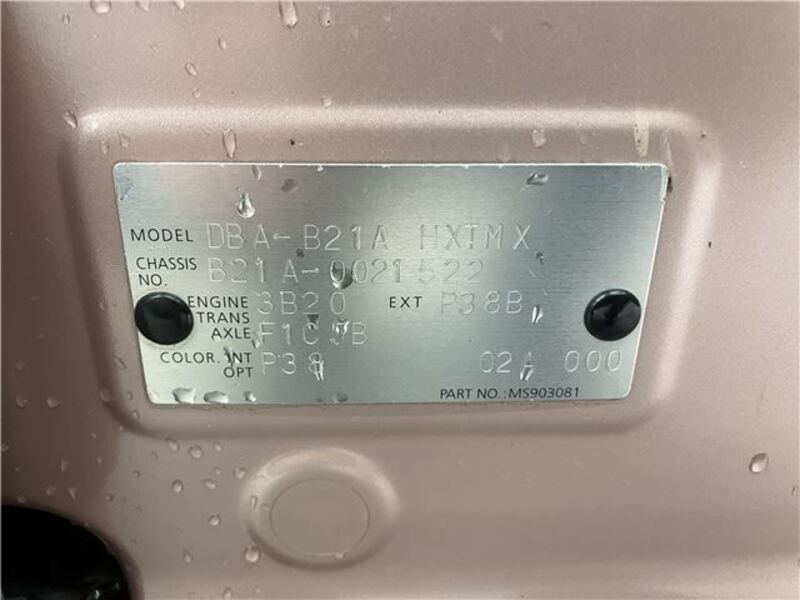 MODEL DBA-B21A HXTMX
CHASSIS NO. B21A-0021522
ENGINE 3B20 EXT P38B
TRANS AXLE F1CJB
COLOR. INT OPT P38 02A 000
PART NO.:MS903081